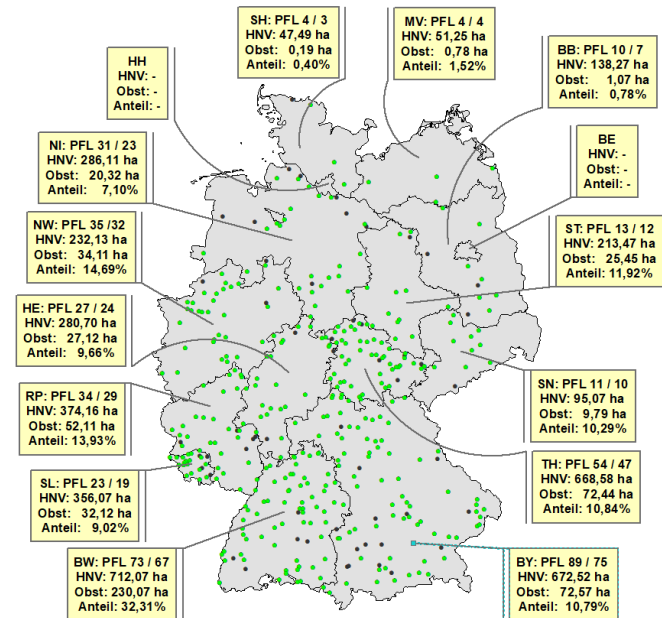 SH: PFL 4 / 3
HNV: 47,49 ha
Obst: 0,19 ha
Anteil: 0,40%
MV: PFL 4 / 4
HNV: 51,25 ha
Obst: 0,78 ha
Anteil: 1,52%
BB: PFL 10 / 7
HNV: 138,27 ha
Obst: 1,07 ha
Anteil: 0,78%
HH
HNV: -
Obst: -
Anteil: -
NI: PFL 31 / 23
HNV: 286,11 ha
Obst: 20,32 ha
Anteil: 7,10%
BE
HNV: -
Obst: -
Anteil: -
NW: PFL 35 /32
HNV: 232,13 ha
Obst: 34,11 ha
Anteil: 14,69%
ST: PFL 13 / 12
HNV: 213,47 ha
Obst: 25,45 ha
Anteil: 11,92%
HE: PFL 27 / 24
HNV: 280,70 ha
Obst: 27,12 ha
Anteil: 9,66%
SN: PFL 11 / 10
HNV: 95,07 ha
Obst: 9,79 ha
Anteil: 10,29%
RP: PFL 34 / 29
HNV: 374,16 ha
Obst: 52,11 ha
Anteil: 13,93%
TH: PFL 54 / 47
HNV: 668,58 ha
Obst: 72,44 ha
Anteil: 10,84%
SL: PFL 23 / 19
HNV: 356,07 ha
Obst: 32,12 ha
Anteil: 9,02%
BW: PFL 73 / 67
HNV: 712,07 ha
Obst: 230,07 ha
Anteil: 32,31%
BY: PFL 89 / 75
HNV: 672,52 ha
Obst: 72,57 ha
Anteil: 10,79%